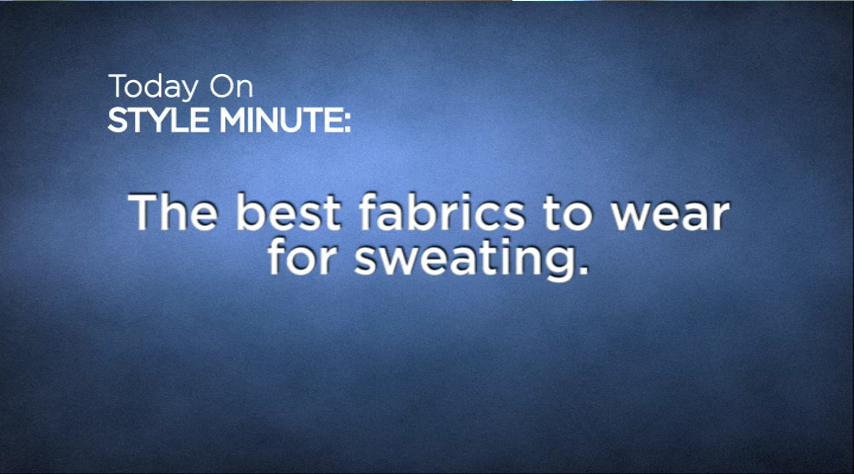 Today On
STYLE MINUTE:
The best fabrics to wear
for sweating.